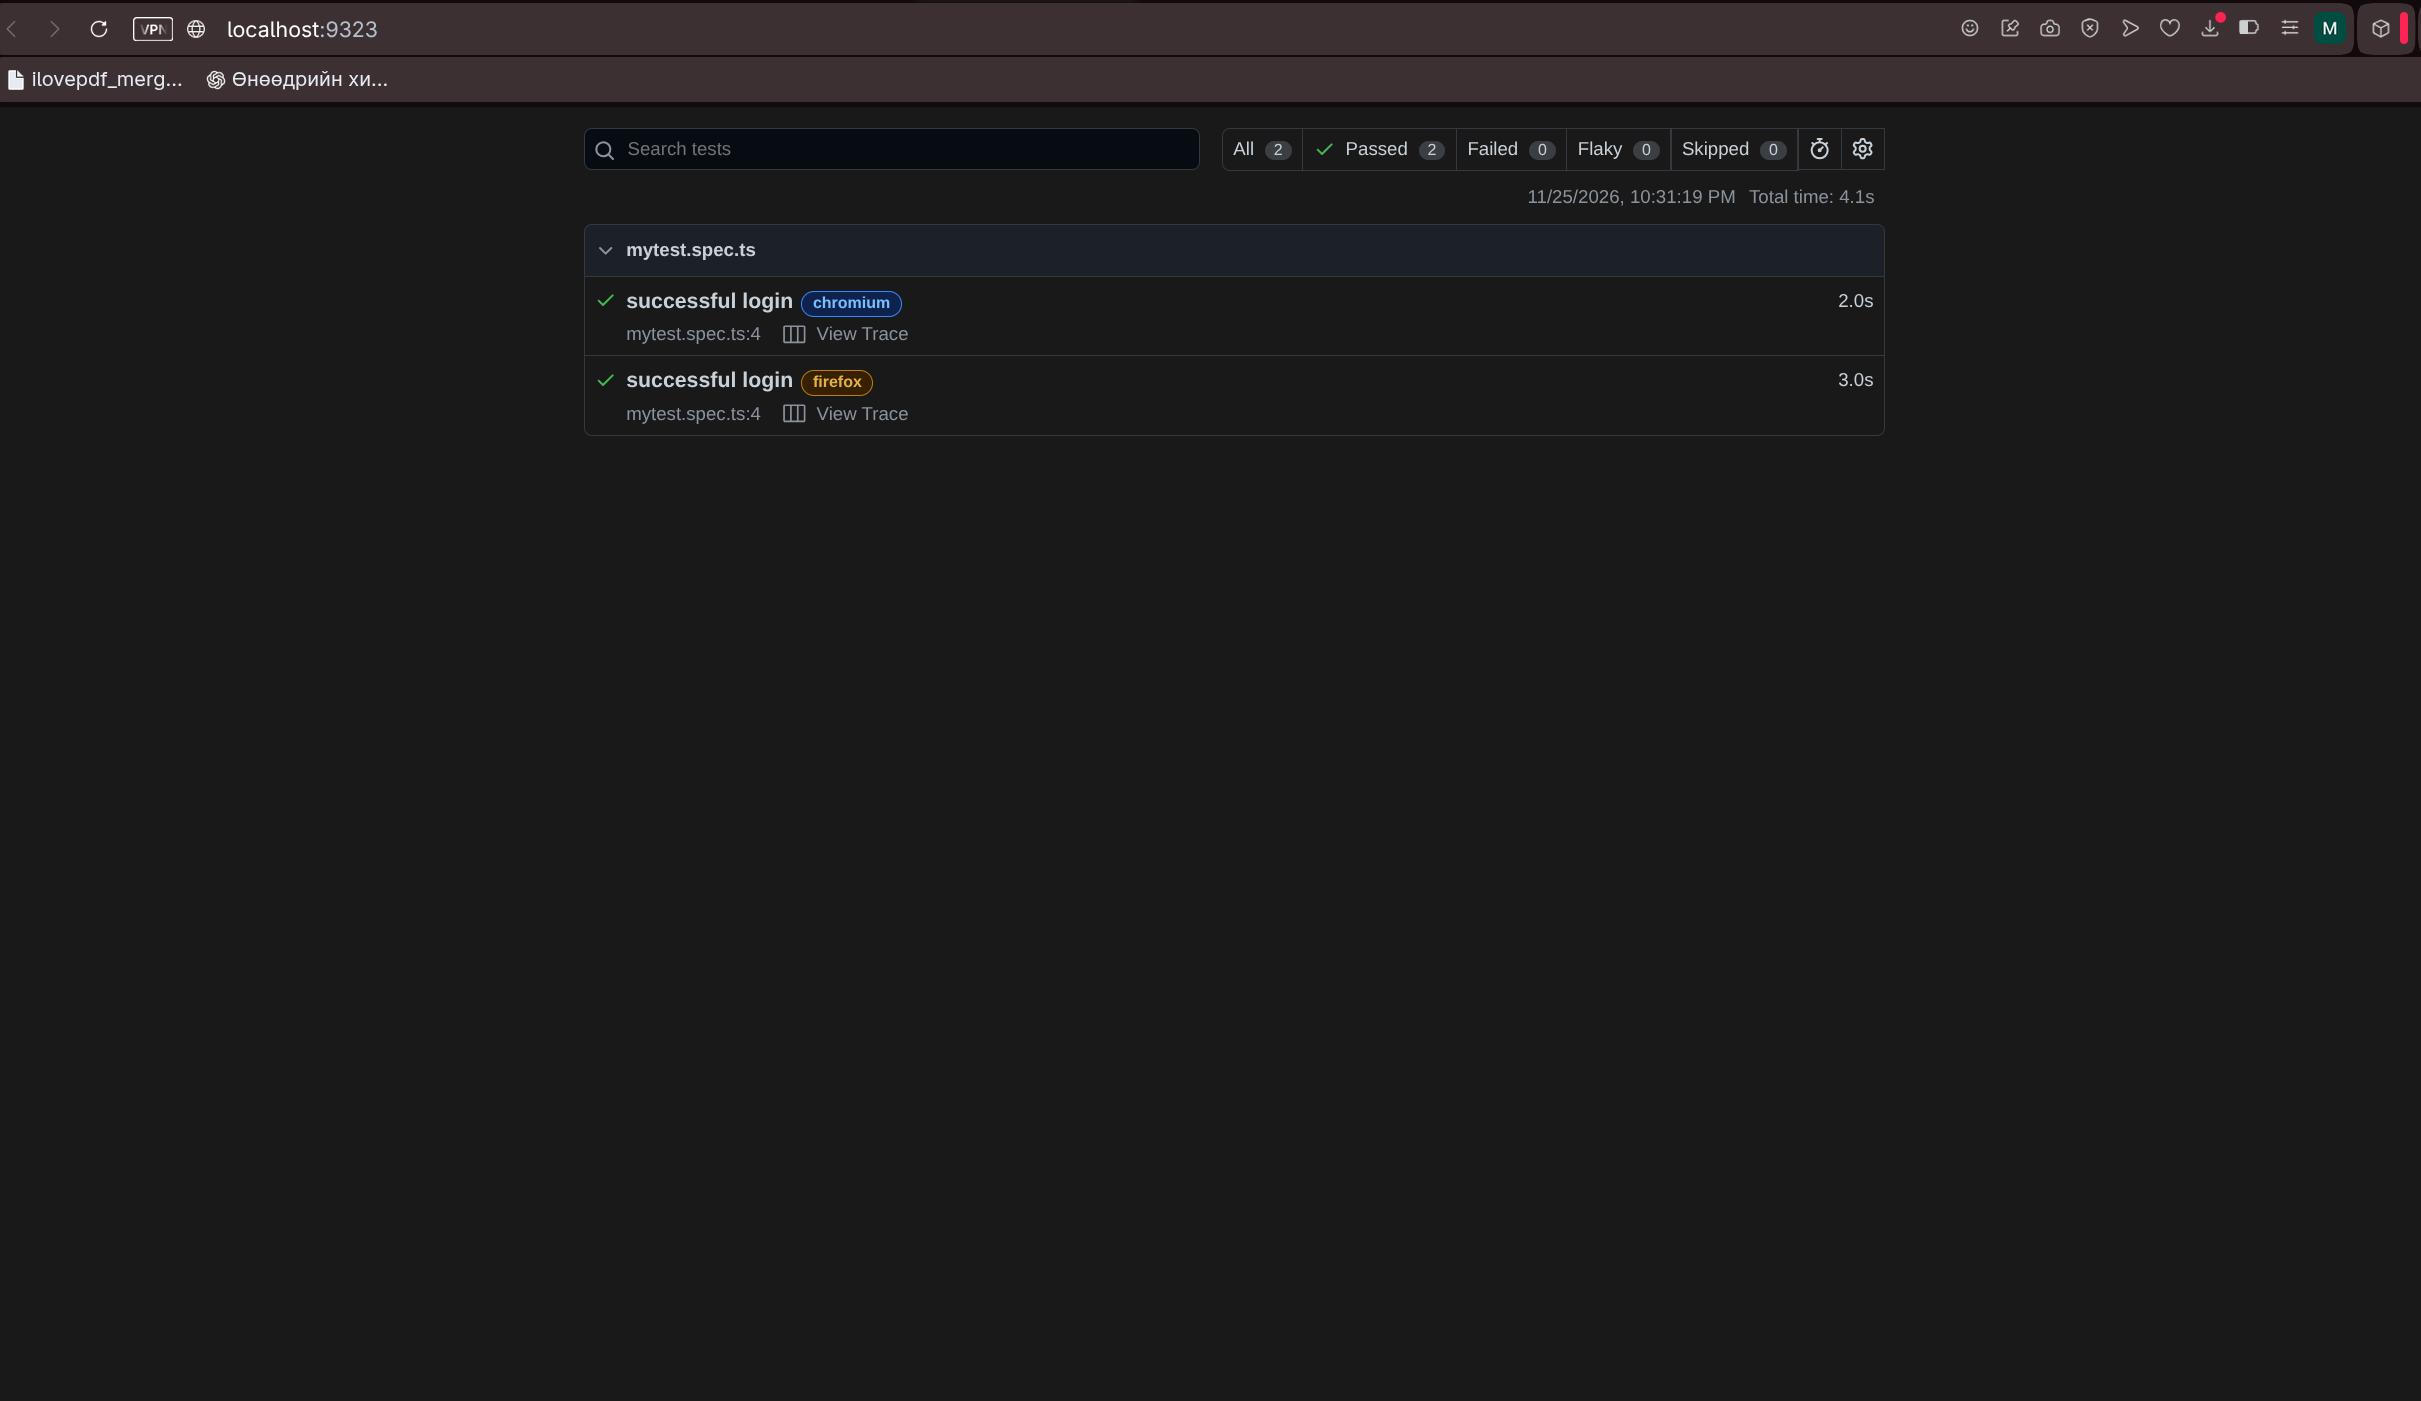 VPN localhost:9323 M
ilovepdf_merg... Өнөөдрийн хи...
Search tests All 2 Passed 2 Failed 0 Flaky 0 Skipped 0
11/25/2026, 10:31:19 PM Total time: 4.1s
mytest.spec.ts
successful login chromium 2.0s
mytest.spec.ts:4 View Trace
successful login firefox 3.0s
mytest.spec.ts:4 View Trace